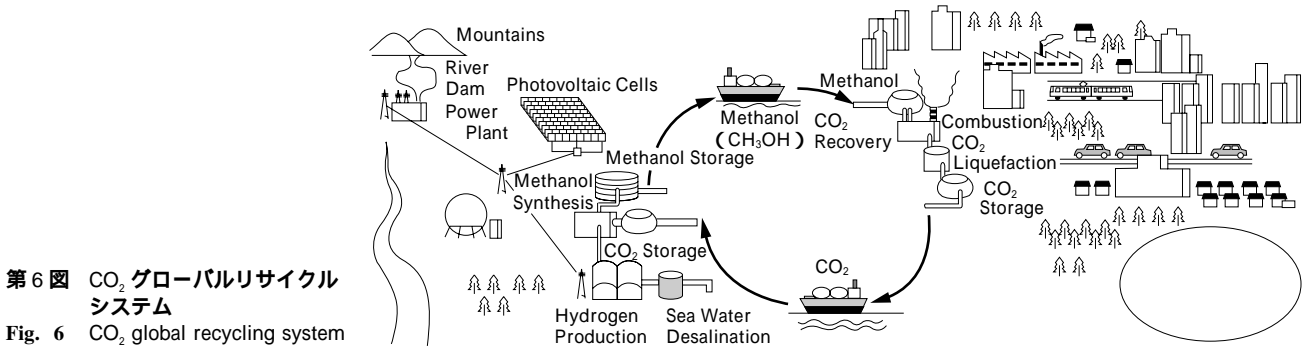 Mountains
River
Dam
Power
Plant
Photovoltaic Cells
Methanol Storage
Methanol
Synthesis
CO₂ Storage
Hydrogen
Production
Sea Water
Desalination
Methanol
(CH₃OH)
Methanol
CO₂
Recovery
Combustion
CO₂
Liquefaction
CO₂
Storage
CO₂
第6図 CO₂ グローバルリサイクル
システム
Fig. 6 CO₂ global recycling system